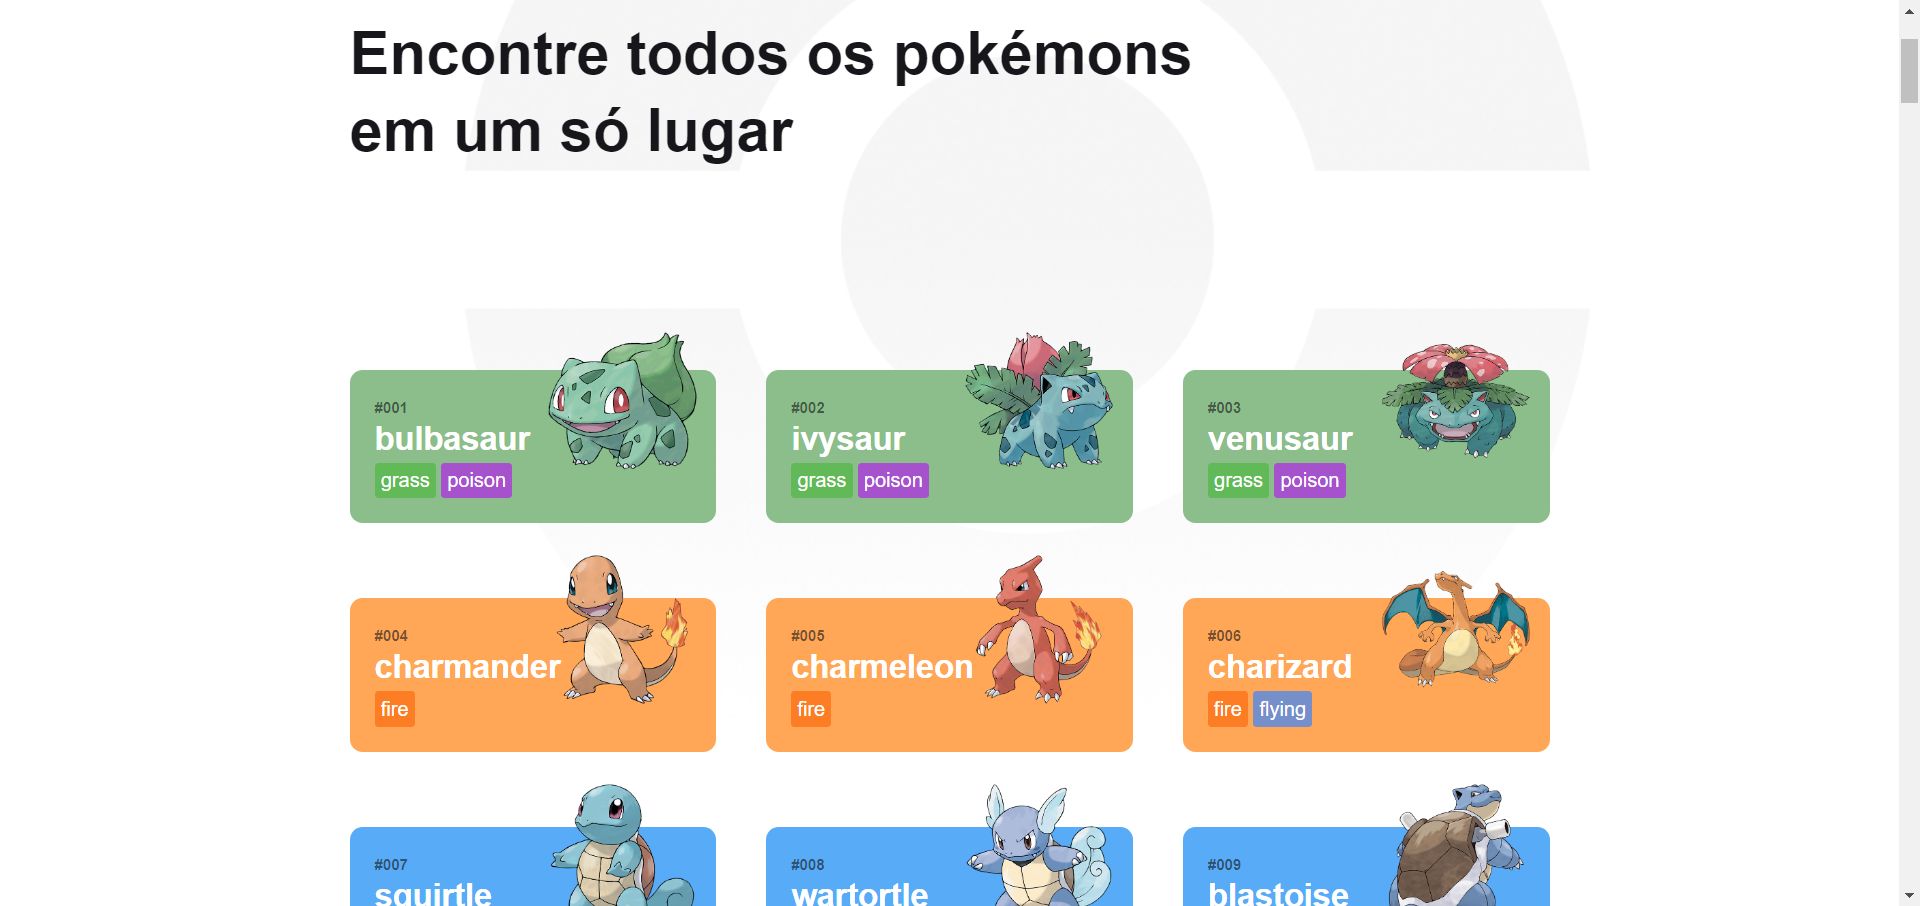 Encontre todos os pokémons
em um só lugar
#001
bulbasaur
grass poison
#002
ivysaur
grass poison
#003
venusaur
grass poison
#004
charmander
fire
#005
charmeleon
fire
#006
charizard
fire flying
#007
squirtle
#008
wartortle
#009
blastoise